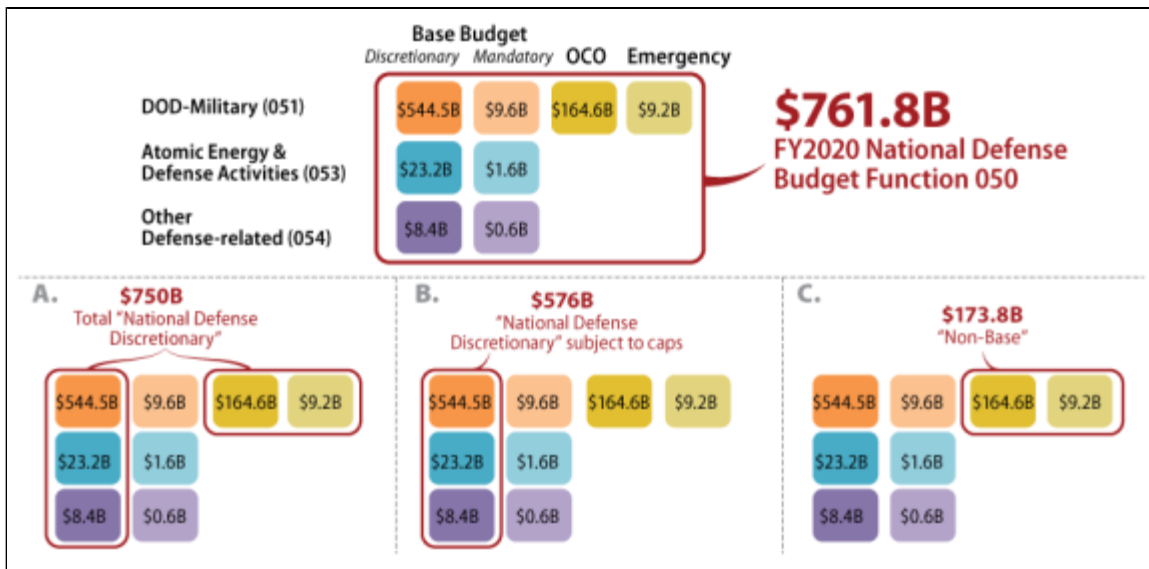 Base Budget
Discretionary Mandatory OCO Emergency
DOD-Military (051) $544.5B $9.6B $164.6B $9.2B
Atomic Energy &
Defense Activities (053) $23.2B $1.6B
Other
Defense-related (054) $8.4B $0.6B
$761.8B
FY2020 National Defense
Budget Function 050
A.
$750B
Total "National Defense
Discretionary"
$544.5B $9.6B $164.6B $9.2B
$23.2B $1.6B
$8.4B $0.6B
B.
$576B
"National Defense
Discretionary" subject to caps
$544.5B $9.6B $164.6B $9.2B
$23.2B $1.6B
$8.4B $0.6B
C.
$173.8B
"Non-Base"
$544.5B $9.6B $164.6B $9.2B
$23.2B $1.6B
$8.4B $0.6B